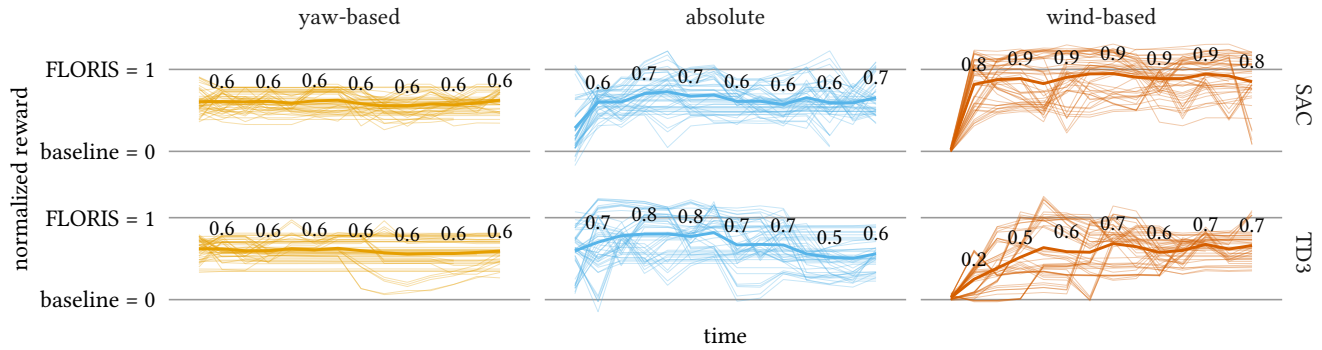 yaw-based absolute wind-based
normalized reward
FLORIS = 1
baseline = 0
0.6 0.6 0.6 0.6 0.6 0.6 0.6
0.6 0.7 0.7 0.6 0.6 0.6 0.7
0.8 0.9 0.9 0.9 0.9 0.9 0.8
SAC
FLORIS = 1
baseline = 0
0.6 0.6 0.6 0.6 0.6 0.6 0.6
0.7 0.8 0.8 0.7 0.7 0.5 0.6
0.2 0.5 0.6 0.7 0.6 0.7 0.7
TD3
time